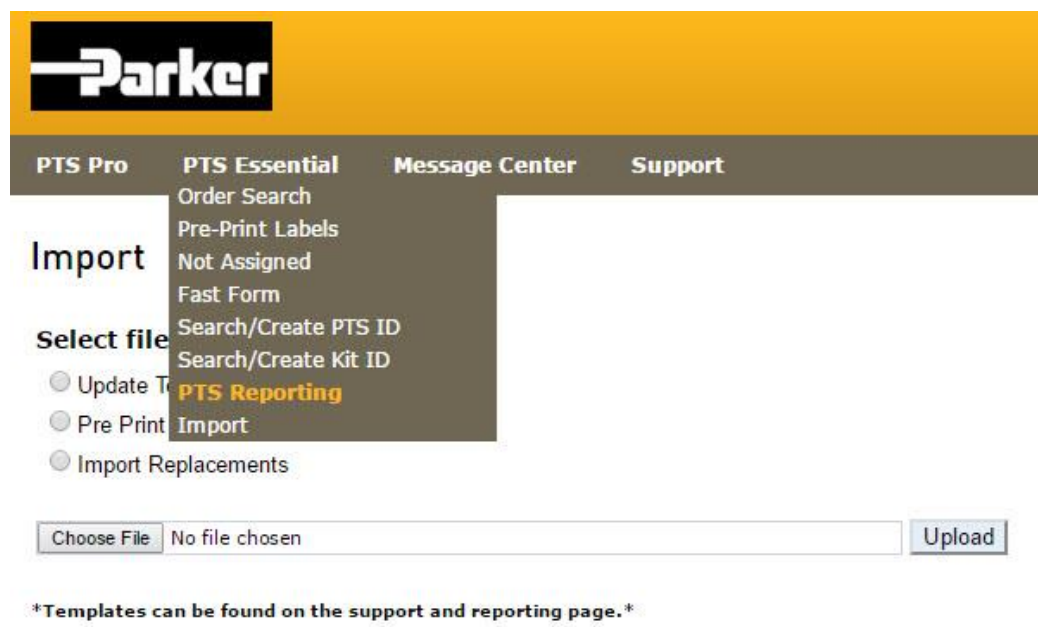 Parker
PTS Pro PTS Essential Message Center Support
Order Search
Pre-Print Labels
Import
Not Assigned
Fast Form
Search/Create PTS ID
Select file
Search/Create Kit ID
Update
PTS Reporting
Pre Print
Import
Import Replacements
Choose File No file chosen Upload
*Templates can be found on the support and reporting page.*